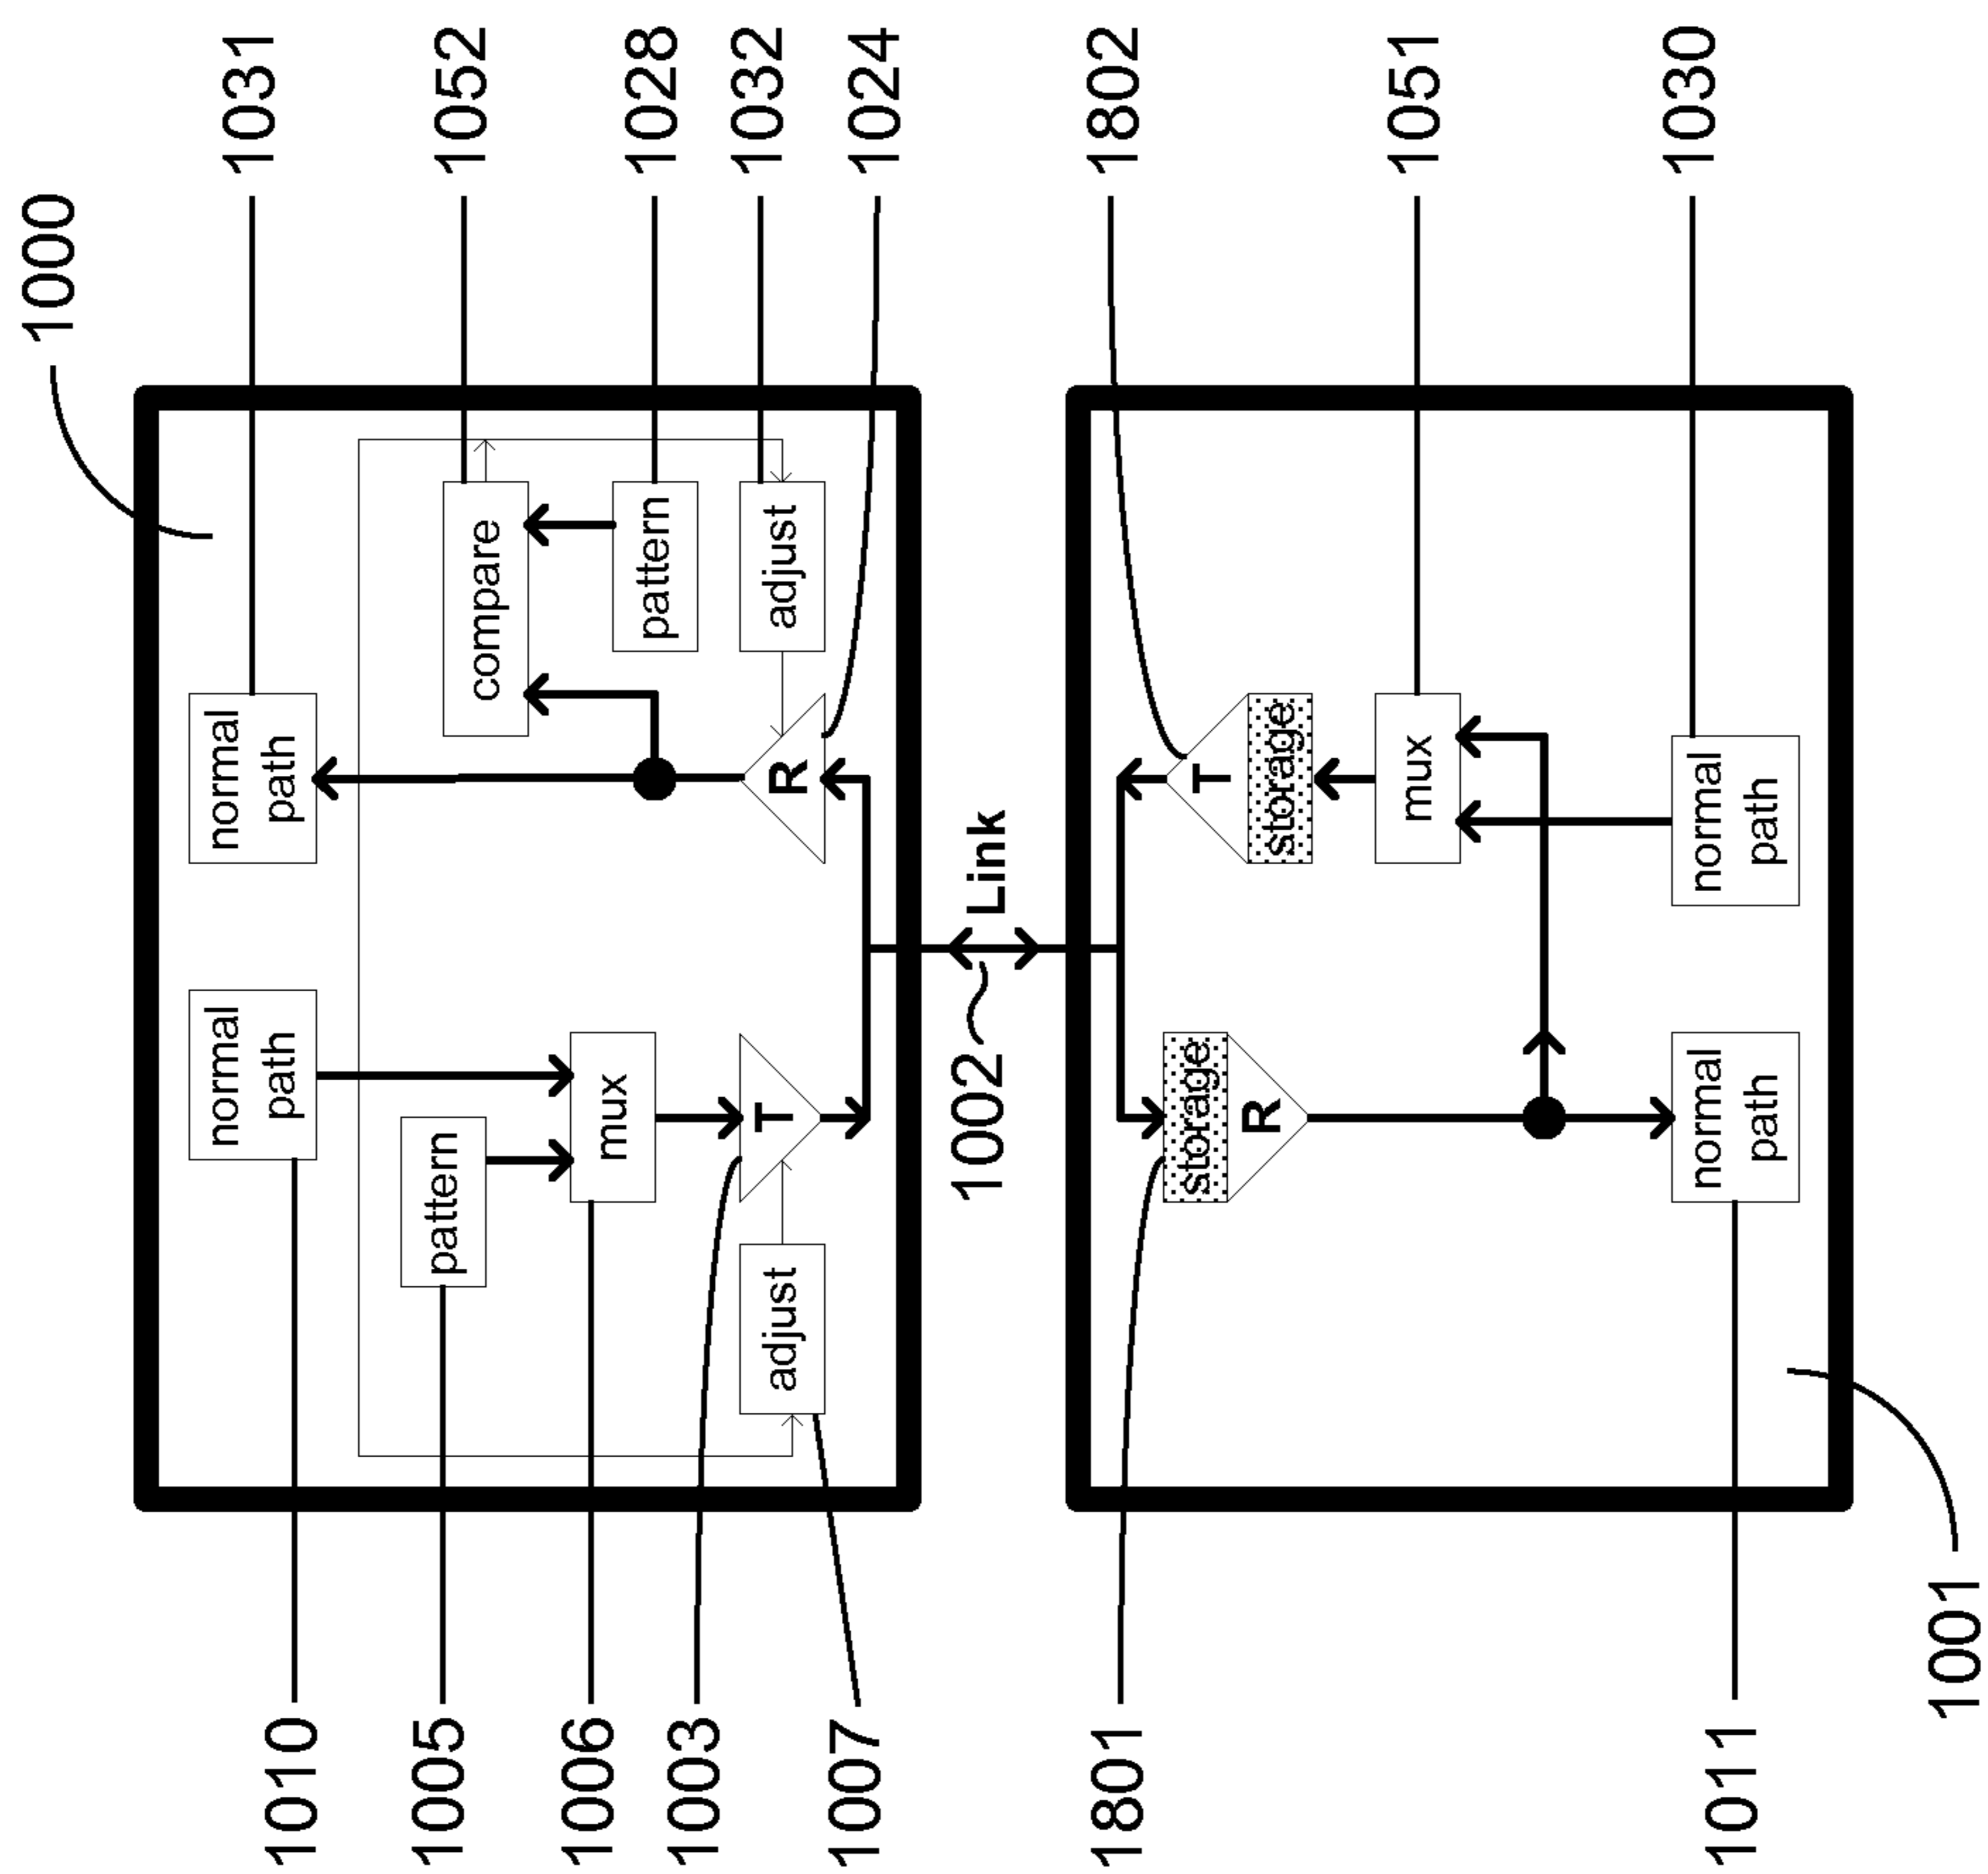 1000
1031
1052
1028
1032
1024
1802
1051
1030
normal
path
compare
pattern
adjust
R
T
storage
mux
normal
path
Link
1002
normal
path
pattern
mux
T
adjust
storage
R
normal
path
1010
1005
1006
1003
1007
1801
1011
1001